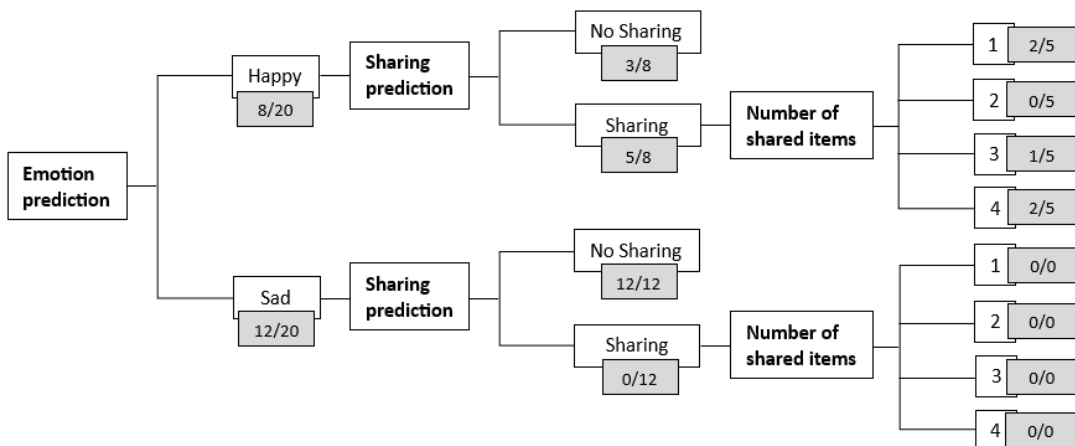 Emotion
prediction
Happy
8/20
Sharing
prediction
No Sharing
3/8
Sharing
5/8
Number of
shared items
1 2/5
2 0/5
3 1/5
4 2/5
Sad
12/20
Sharing
prediction
No Sharing
12/12
Sharing
0/12
Number of
shared items
1 0/0
2 0/0
3 0/0
4 0/0